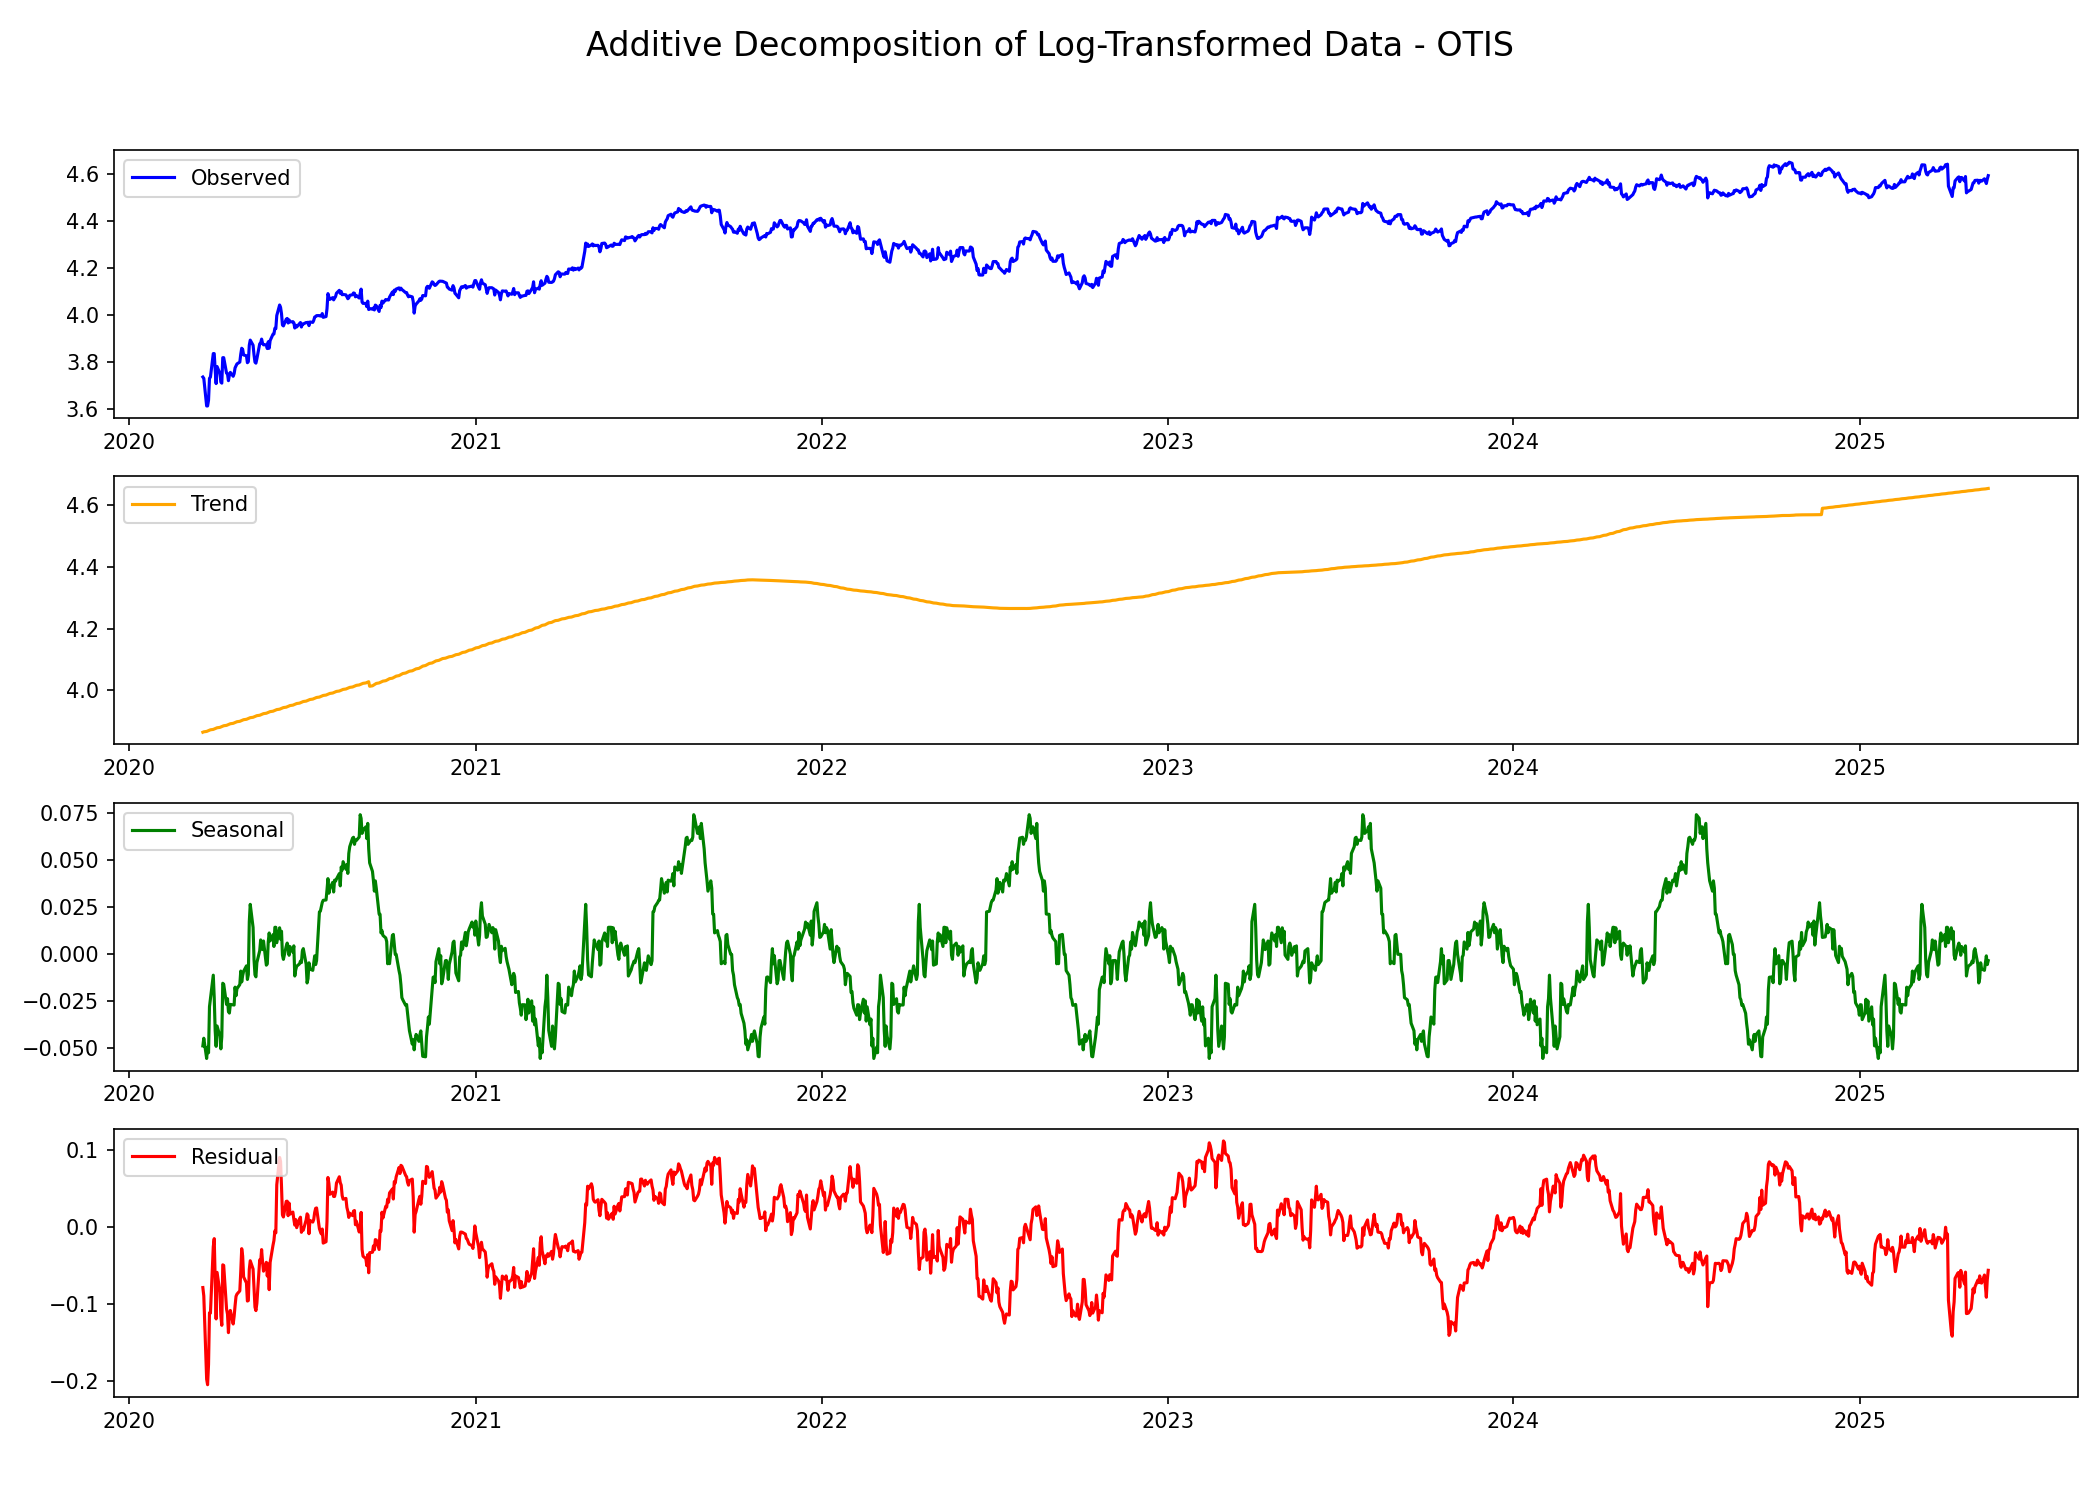 Additive Decomposition of Log-Transformed Data - OTIS
Observed
4.6
4.4
4.2
4.0
3.8
3.6
2020 2021 2022 2023 2024 2025
Trend
4.6
4.4
4.2
4.0
2020 2021 2022 2023 2024 2025
Seasonal
0.075
0.050
0.025
0.000
−0.025
−0.050
2020 2021 2022 2023 2024 2025
Residual
0.1
0.0
−0.1
−0.2
2020 2021 2022 2023 2024 2025